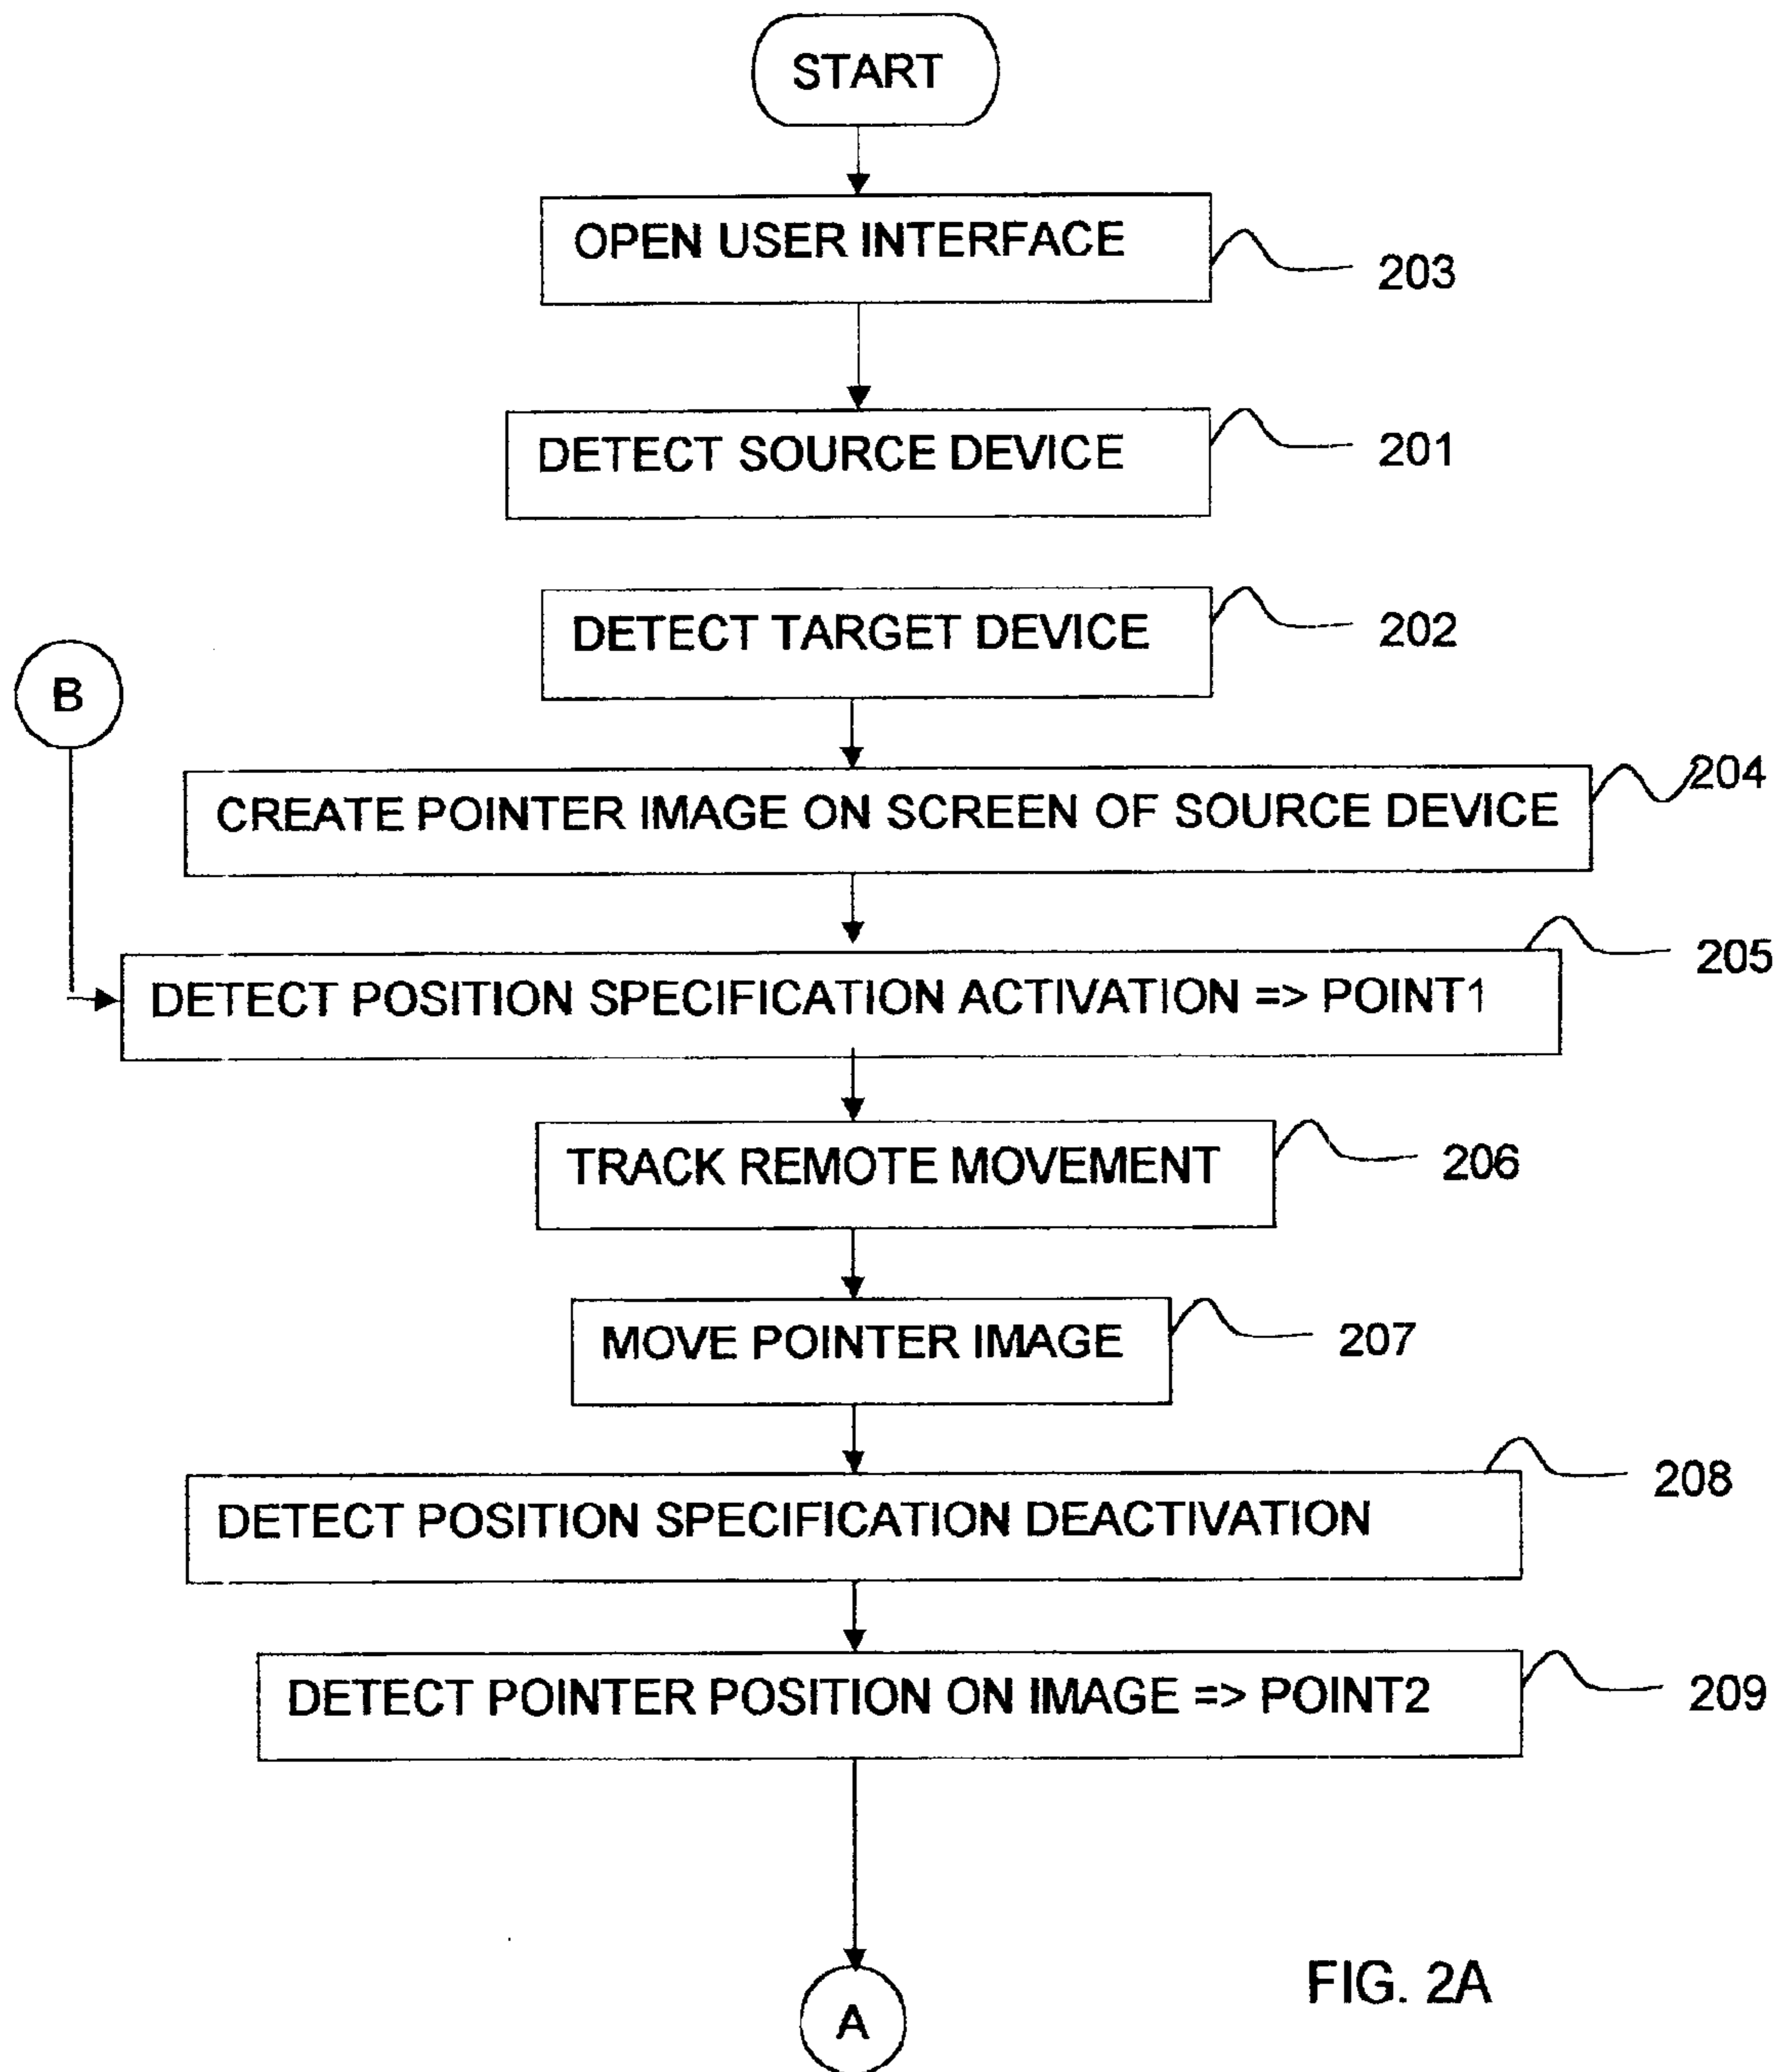 START
OPEN USER INTERFACE
203
DETECT SOURCE DEVICE
201
DETECT TARGET DEVICE
202
B
CREATE POINTER IMAGE ON SCREEN OF SOURCE DEVICE
204
DETECT POSITION SPECIFICATION ACTIVATION => POINT1
205
TRACK REMOTE MOVEMENT
206
MOVE POINTER IMAGE
207
DETECT POSITION SPECIFICATION DEACTIVATION
208
DETECT POINTER POSITION ON IMAGE => POINT2
209
A
FIG. 2A